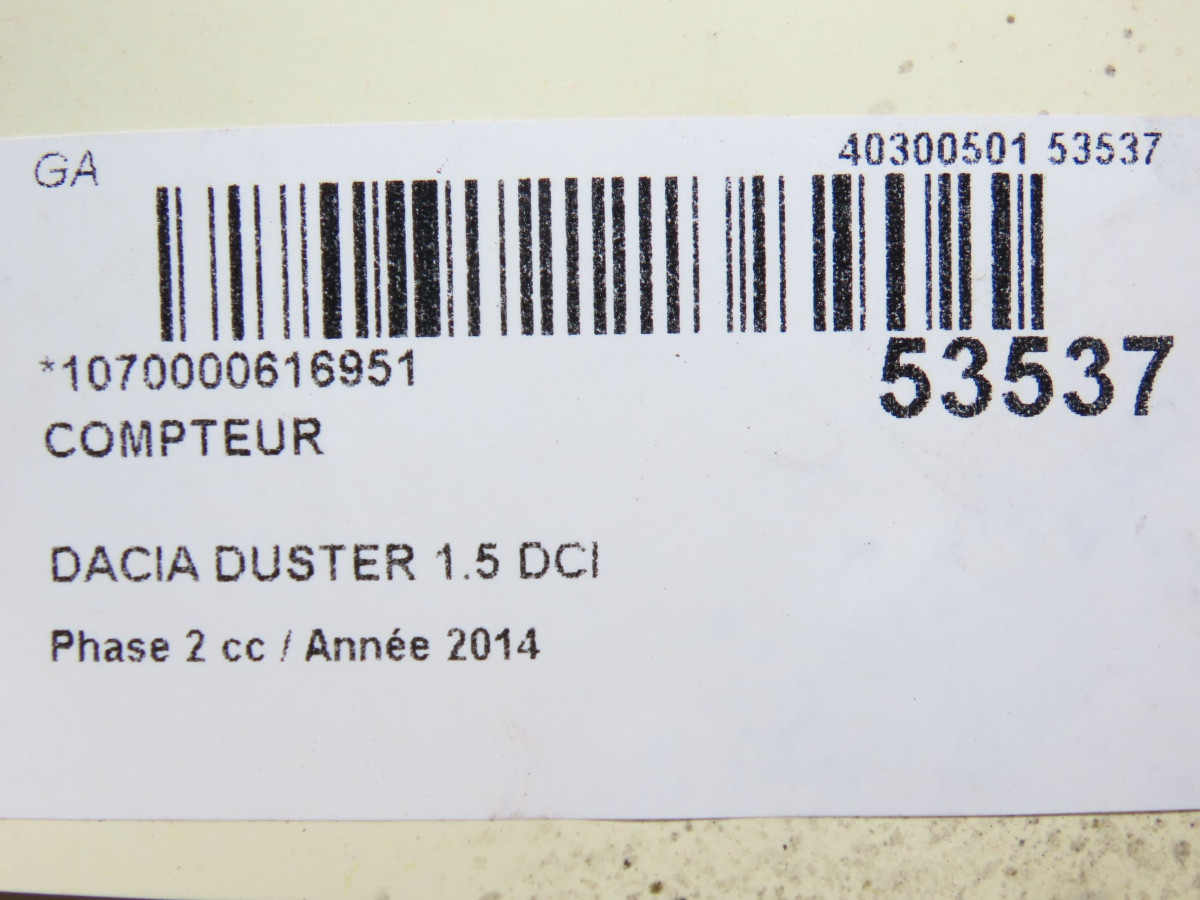 GA
40300501 53537
*1070000616951
53537
COMPTEUR
DACIA DUSTER 1.5 DCI
Phase 2 cc / Année 2014